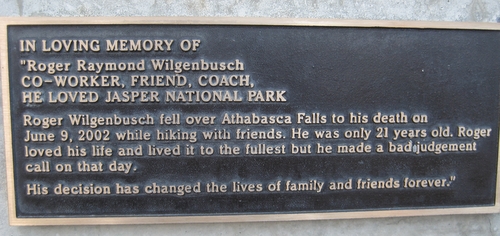 IN LOVING MEMORY OF
"Roger Raymond Wilgenbusch
CO-WORKER, FRIEND, COACH,
HE LOVED JASPER NATIONAL PARK
Roger Wilgenbusch fell over Athabasca Falls to his death on
June 9, 2002 while hiking with friends. He was only 21 years old. Roger
loved his life and lived it to the fullest but he made a bad judgement
call on that day.
His decision has changed the lives of family and friends forever."